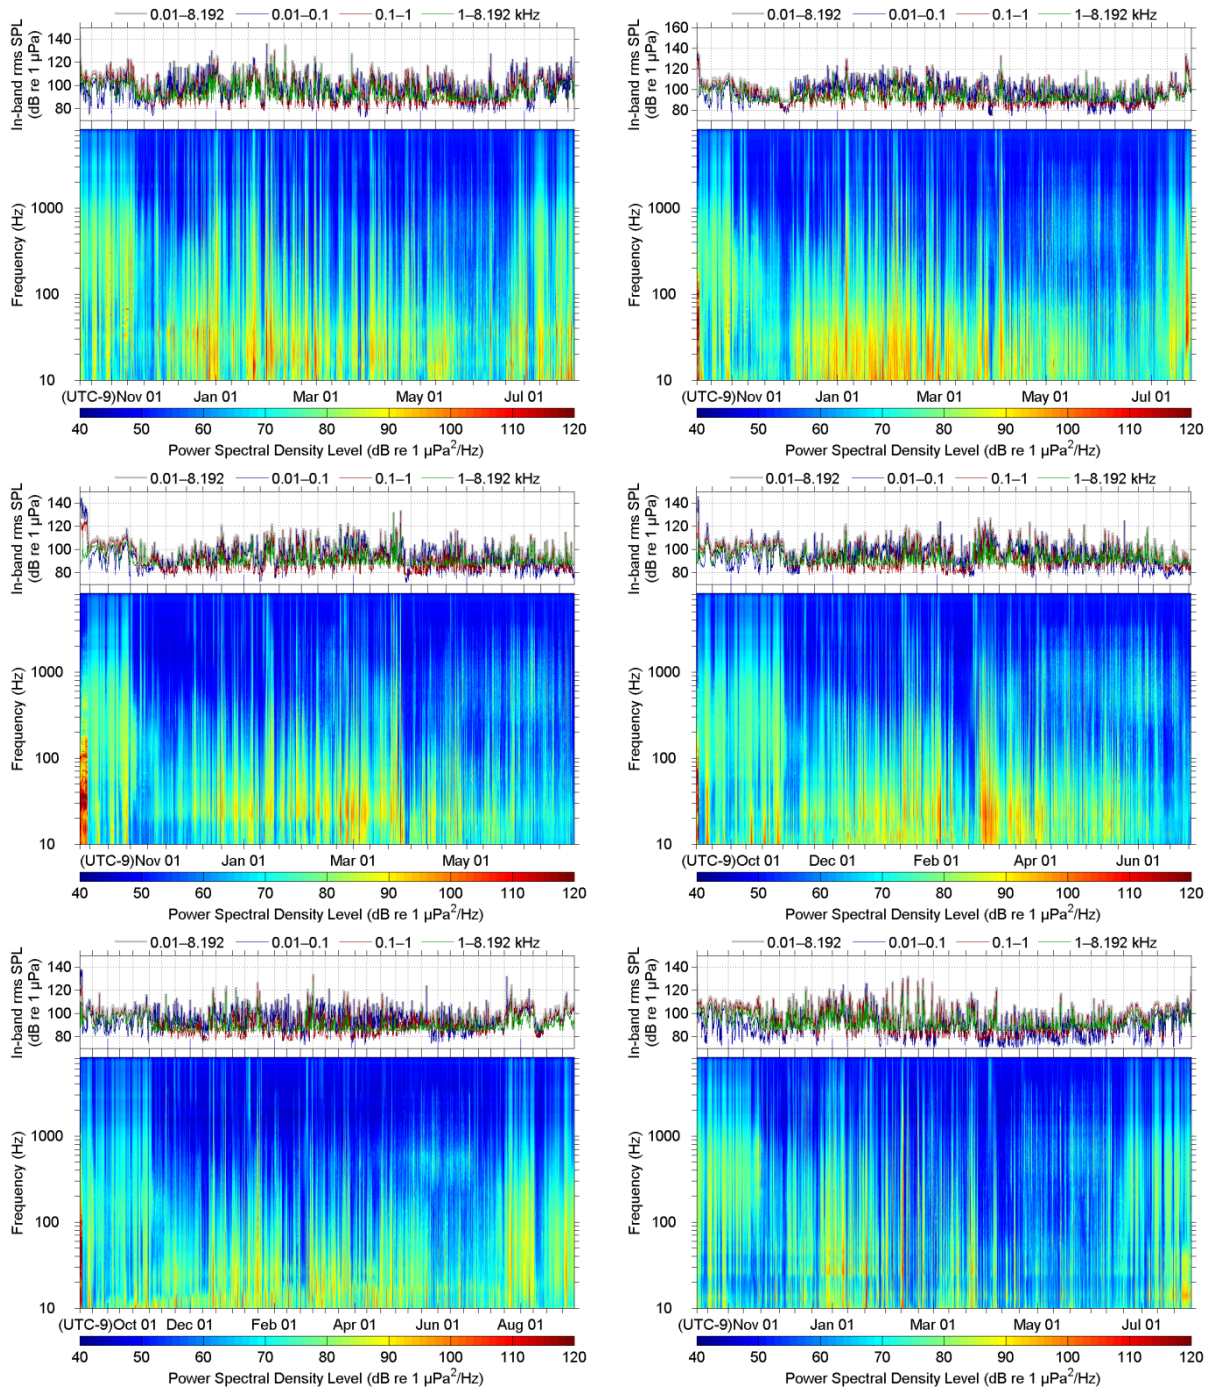 0.01–8.192 0.01–0.1 0.1–1 1–8.192 kHz
In-band rms SPL
(dB re 1 µPa)
140
120
100
80
Frequency (Hz)
1000
100
10
(UTC-9)Nov 01 Jan 01 Mar 01 May 01 Jul 01
40 50 60 70 80 90 100 110 120
Power Spectral Density Level (dB re 1 µPa²/Hz)
0.01–8.192 0.01–0.1 0.1–1 1–8.192 kHz
In-band rms SPL
(dB re 1 µPa)
160
140
120
100
80
Frequency (Hz)
1000
100
10
(UTC-9)Nov 01 Jan 01 Mar 01 May 01 Jul 01
40 50 60 70 80 90 100 110 120
Power Spectral Density Level (dB re 1 µPa²/Hz)
0.01–8.192 0.01–0.1 0.1–1 1–8.192 kHz
In-band rms SPL
(dB re 1 µPa)
140
120
100
80
Frequency (Hz)
1000
100
10
(UTC-9)Nov 01 Jan 01 Mar 01 May 01
40 50 60 70 80 90 100 110 120
Power Spectral Density Level (dB re 1 µPa²/Hz)
0.01–8.192 0.01–0.1 0.1–1 1–8.192 kHz
In-band rms SPL
(dB re 1 µPa)
140
120
100
80
Frequency (Hz)
1000
100
10
(UTC-9)Oct 01 Dec 01 Feb 01 Apr 01 Jun 01
40 50 60 70 80 90 100 110 120
Power Spectral Density Level (dB re 1 µPa²/Hz)
0.01–8.192 0.01–0.1 0.1–1 1–8.192 kHz
In-band rms SPL
(dB re 1 µPa)
140
120
100
80
Frequency (Hz)
1000
100
10
(UTC-9)Oct 01 Dec 01 Feb 01 Apr 01 Jun 01 Aug 01
40 50 60 70 80 90 100 110 120
Power Spectral Density Level (dB re 1 µPa²/Hz)
0.01–8.192 0.01–0.1 0.1–1 1–8.192 kHz
In-band rms SPL
(dB re 1 µPa)
140
120
100
80
Frequency (Hz)
1000
100
10
(UTC-9)Nov 01 Jan 01 Mar 01 May 01 Jul 01
40 50 60 70 80 90 100 110 120
Power Spectral Density Level (dB re 1 µPa²/Hz)